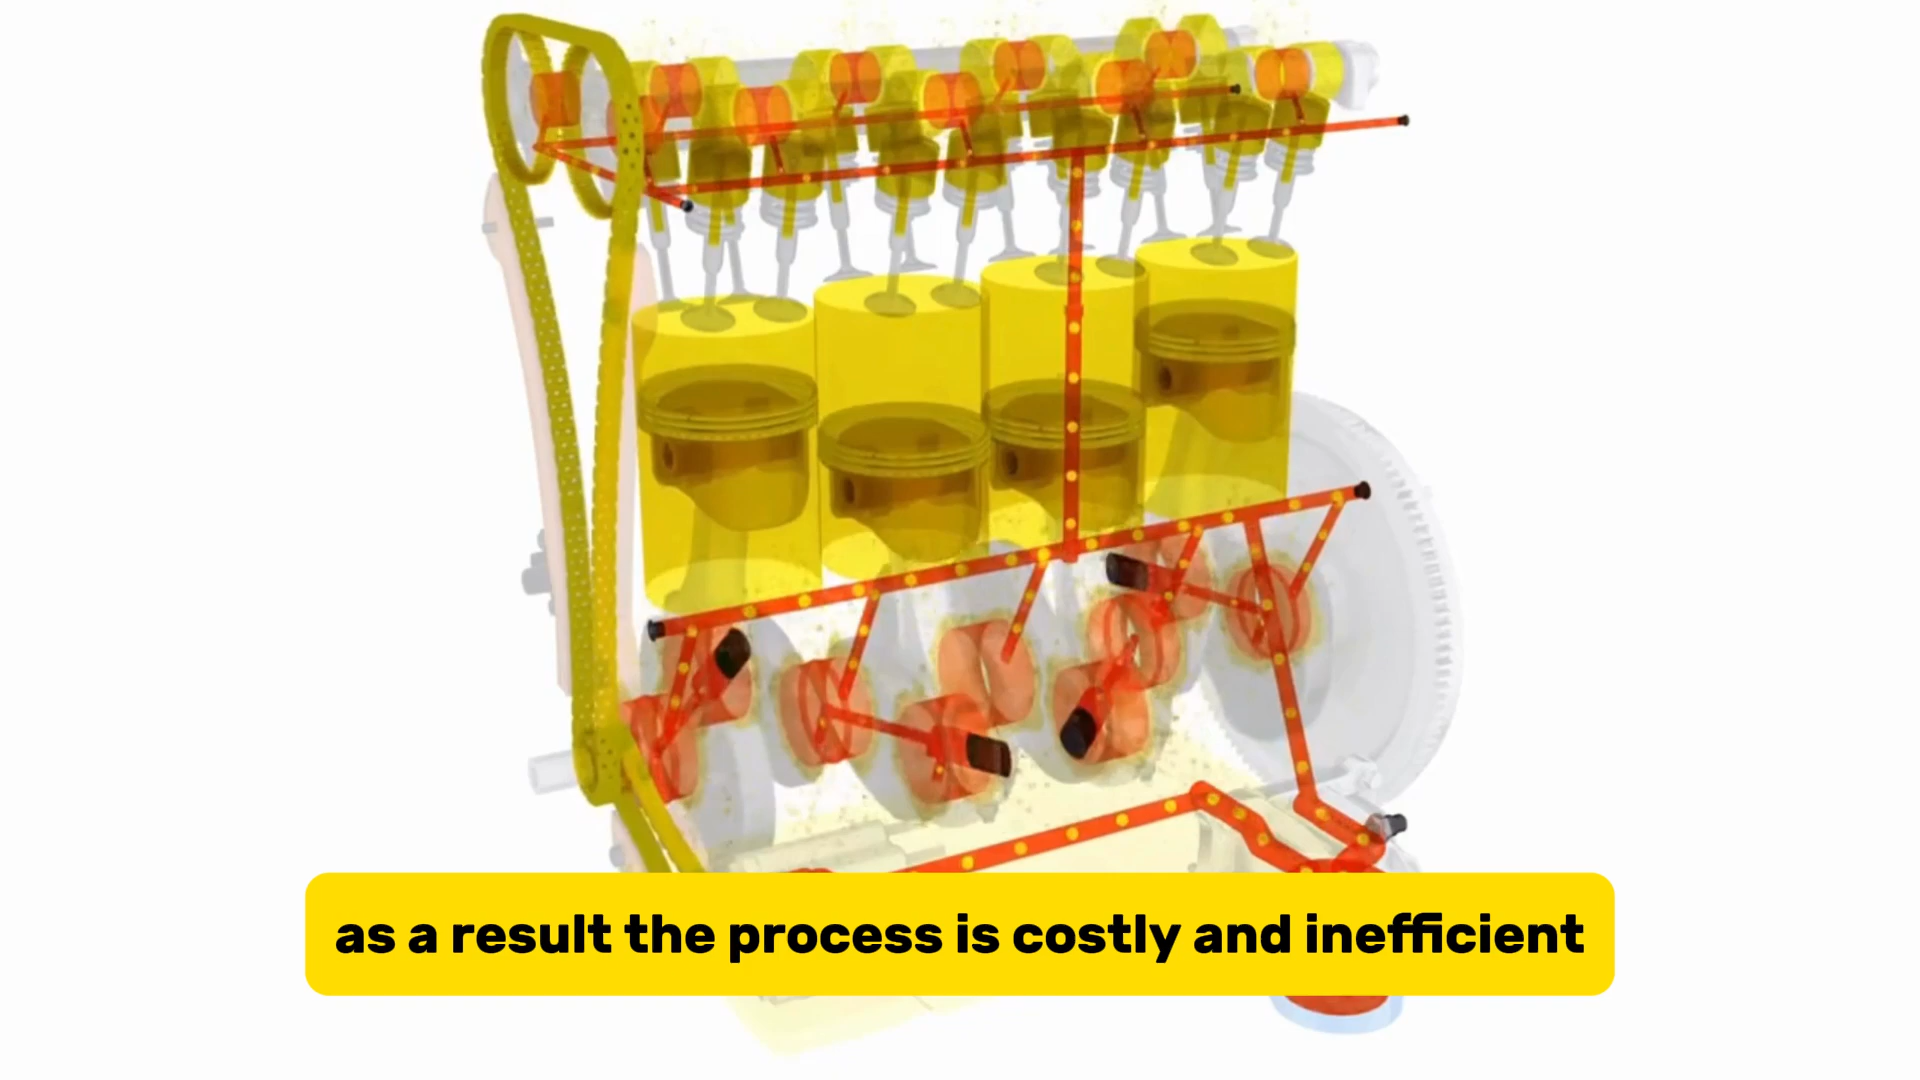 as a result the process is costly and inefficient